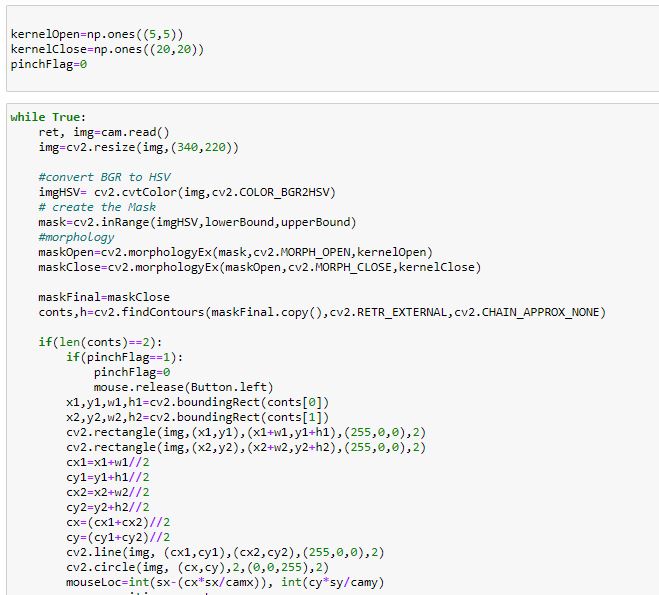 kernelOpen=np.ones((5,5))
kernelClose=np.ones((20,20))
pinchFlag=0
while True:
    ret, img=cam.read()
    img=cv2.resize(img,(340,220))
    #convert BGR to HSV
    imgHSV= cv2.cvtColor(img,cv2.COLOR_BGR2HSV)
    # create the Mask
    mask=cv2.inRange(imgHSV,lowerBound,upperBound)
    #morphology
    maskOpen=cv2.morphologyEx(mask,cv2.MORPH_OPEN,kernelOpen)
    maskClose=cv2.morphologyEx(maskOpen,cv2.MORPH_CLOSE,kernelClose)
    maskFinal=maskClose
    conts,h=cv2.findContours(maskFinal.copy(),cv2.RETR_EXTERNAL,cv2.CHAIN_APPROX_NONE)
    if(len(conts)==2):
        if(pinchFlag==1):
            pinchFlag=0
            mouse.release(Button.left)
        x1,y1,w1,h1=cv2.boundingRect(conts[0])
        x2,y2,w2,h2=cv2.boundingRect(conts[1])
        cv2.rectangle(img,(x1,y1),(x1+w1,y1+h1),(255,0,0),2)
        cv2.rectangle(img,(x2,y2),(x2+w2,y2+h2),(255,0,0),2)
        cx1=x1+w1//2
        cy1=y1+h1//2
        cx2=x2+w2//2
        cy2=y2+h2//2
        cx=(cx1+cx2)//2
        cy=(cy1+cy2)//2
        cv2.line(img, (cx1,cy1),(cx2,cy2),(255,0,0),2)
        cv2.circle(img, (cx,cy),2,(0,0,255),2)
        mouseLoc=int(sx-(cx*sx/camx)), int(cy*sy/camy)